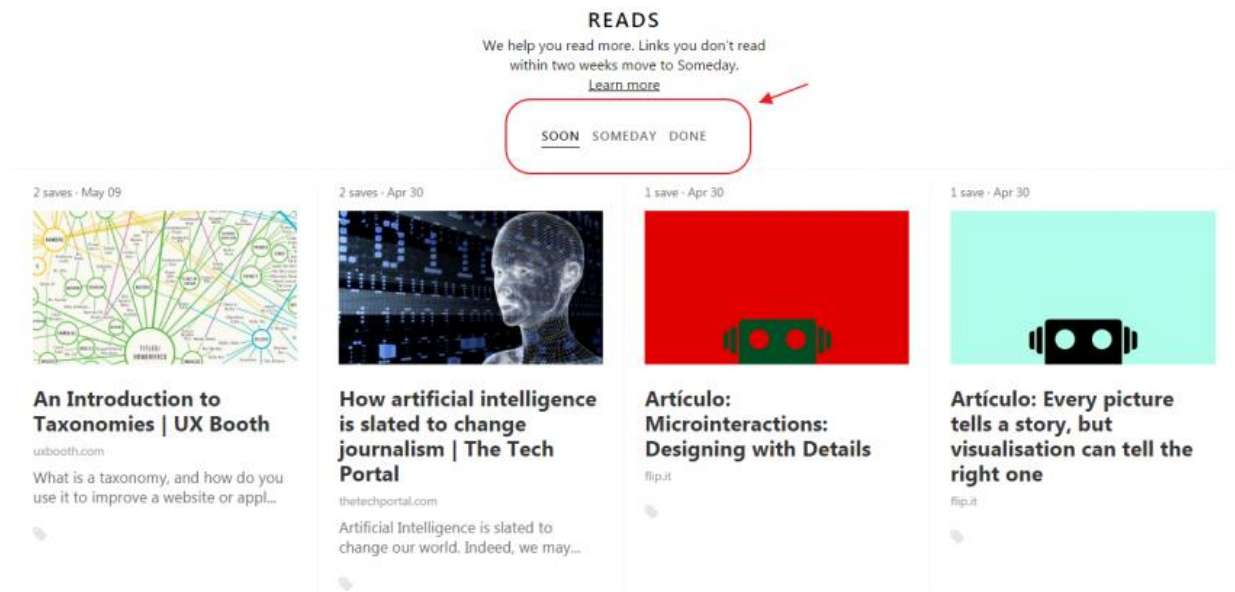 READS
We help you read more. Links you don't read
within two weeks move to Someday.
Learn more
SOON SOMEDAY DONE
2 saves · May 09
An Introduction to
Taxonomies | UX Booth
uxbooth.com
What is a taxonomy, and how do you
use it to improve a website or appl...
2 saves · Apr 30
How artificial intelligence
is slated to change
journalism | The Tech
Portal
thetechportal.com
Artificial Intelligence is slated to
change our world. Indeed, we may...
1 save · Apr 30
Artículo:
Microinteractions:
Designing with Details
flip.it
1 save · Apr 30
Artículo: Every picture
tells a story, but
visualisation can tell the
right one
flip.it